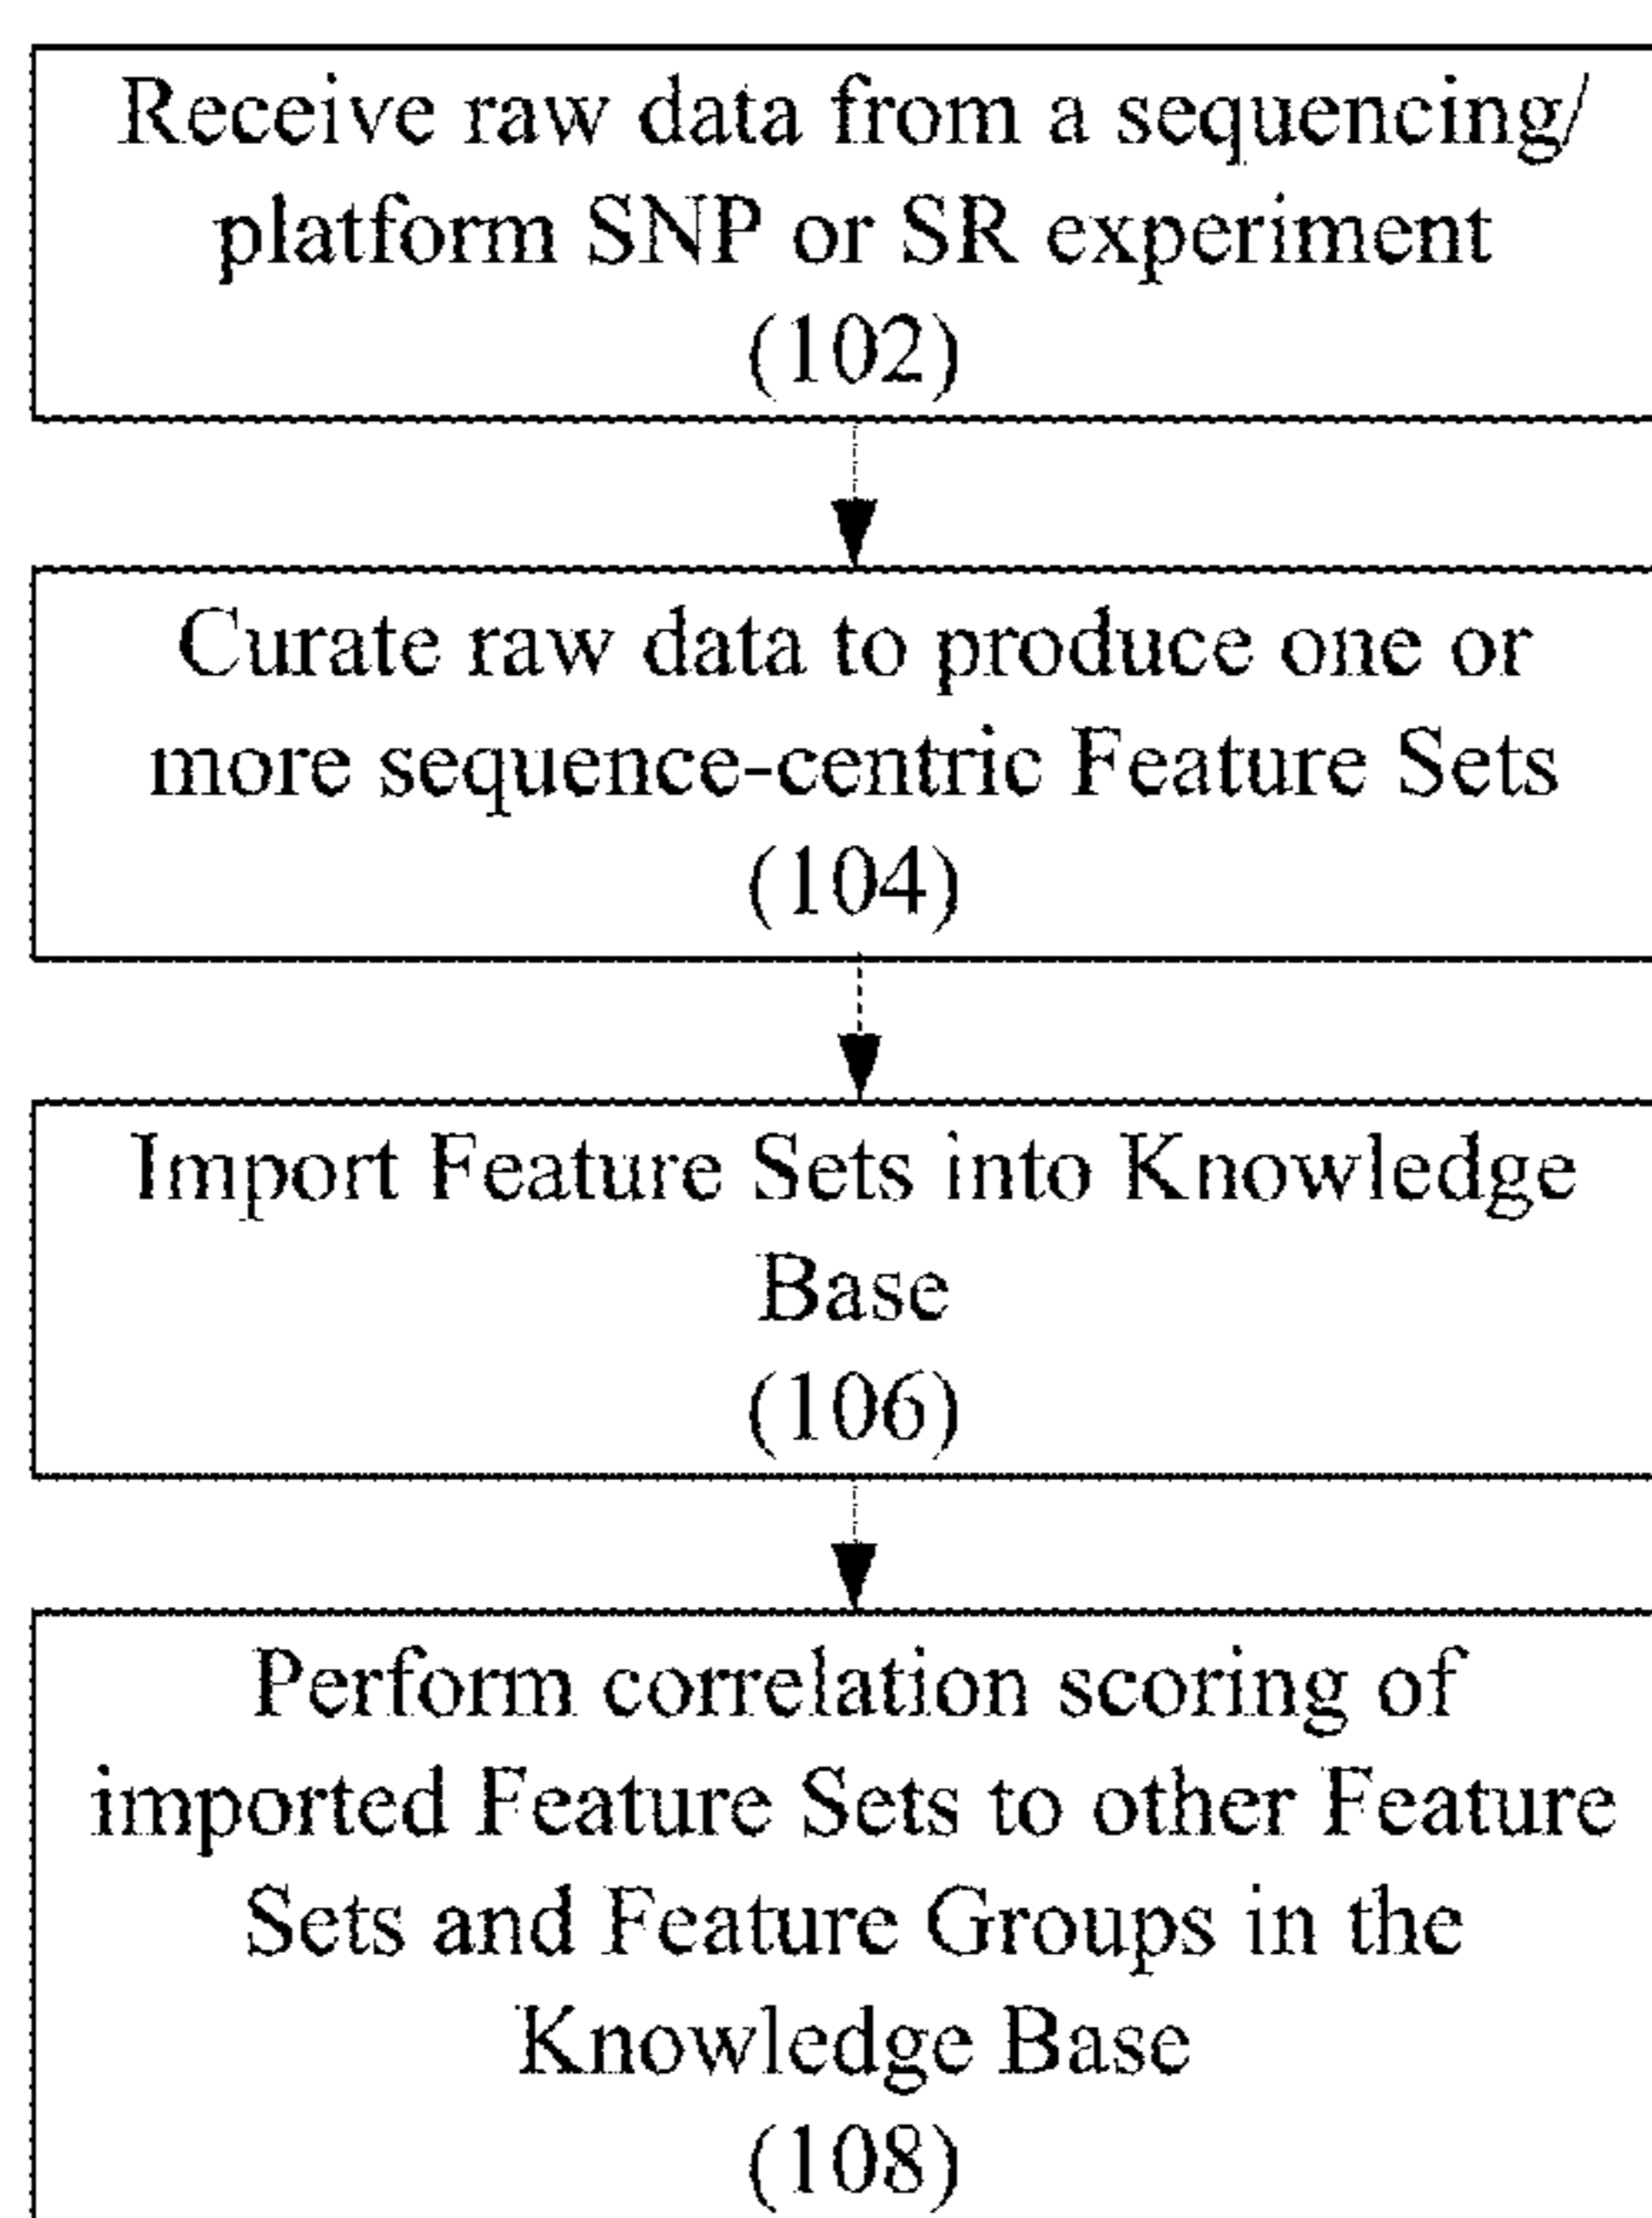 Receive raw data from a sequencing/
platform SNP or SR experiment
(102)
Curate raw data to produce one or
more sequence-centric Feature Sets
(104)
Import Feature Sets into Knowledge
Base
(106)
Perform correlation scoring of
imported Feature Sets to other Feature
Sets and Feature Groups in the
Knowledge Base
(108)